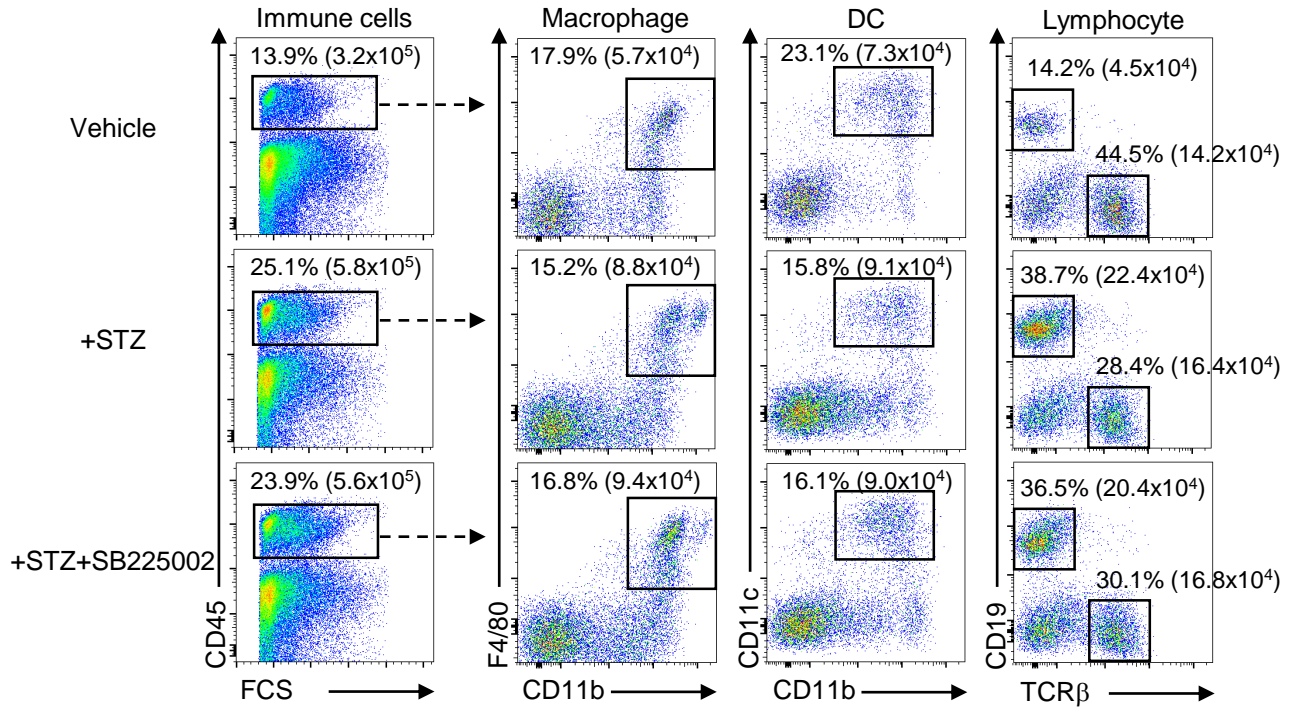 Immune cells Macrophage DC Lymphocyte
13.9% (3.2x10⁵) 17.9% (5.7x10⁴) 23.1% (7.3x10⁴) 14.2% (4.5x10⁴)
Vehicle
44.5% (14.2x10⁴)
25.1% (5.8x10⁵) 15.2% (8.8x10⁴) 15.8% (9.1x10⁴) 38.7% (22.4x10⁴)
+STZ
28.4% (16.4x10⁴)
23.9% (5.6x10⁵) 16.8% (9.4x10⁴) 16.1% (9.0x10⁴) 36.5% (20.4x10⁴)
+STZ+SB225002
30.1% (16.8x10⁴)
CD45 F4/80 CD11c CD19
FCS CD11b CD11b TCRβ